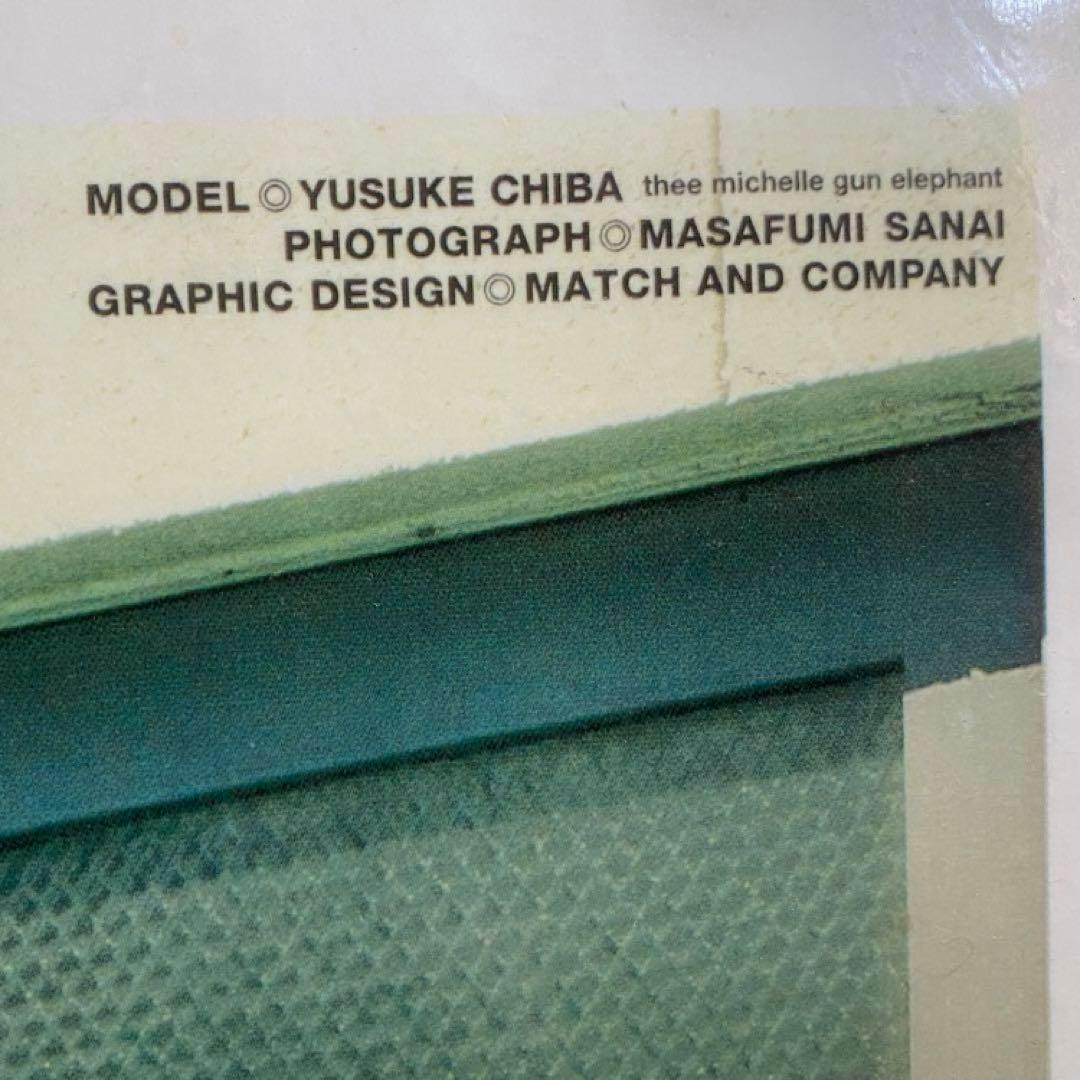 MODEL◎YUSUKE CHIBA thee michelle gun elephant
PHOTOGRAPH◎MASAFUMI SANAI
GRAPHIC DESIGN◎MATCH AND COMPANY